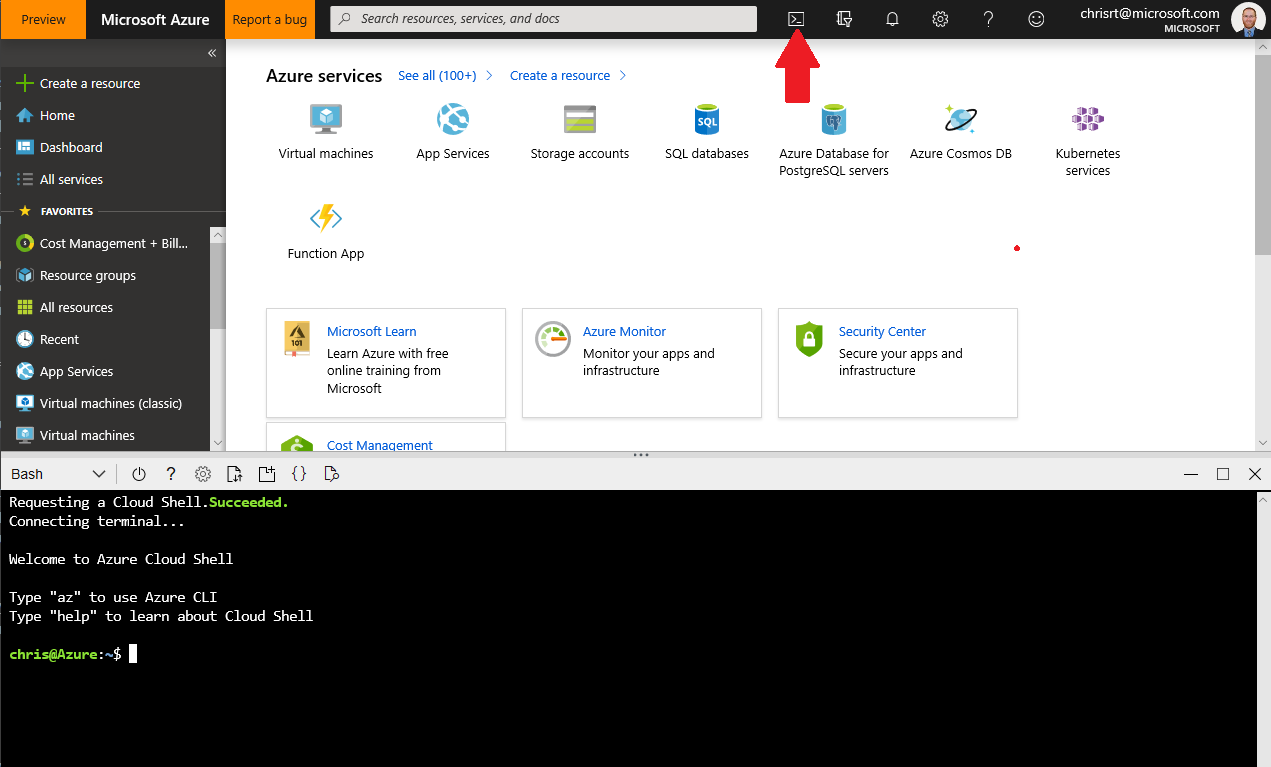 Preview
Microsoft Azure
Report a bug
Search resources, services, and docs
chrisrt@microsoft.com
MICROSOFT
Create a resource
Home
Dashboard
All services
FAVORITES
Cost Management + Bill...
Resource groups
All resources
Recent
App Services
Virtual machines (classic)
Virtual machines
Azure services
See all (100+)
Create a resource
Virtual machines
App Services
Storage accounts
SQL
SQL databases
Azure Database for
PostgreSQL servers
Azure Cosmos DB
Kubernetes
services
Function App
101
Microsoft Learn
Learn Azure with free
online training from
Microsoft
Azure Monitor
Monitor your apps and
infrastructure
Security Center
Secure your apps and
infrastructure
Cost Management
Bash
Requesting a Cloud Shell.Succeeded.
Connecting terminal...
Welcome to Azure Cloud Shell
Type "az" to use Azure CLI
Type "help" to learn about Cloud Shell
chris@Azure:~$